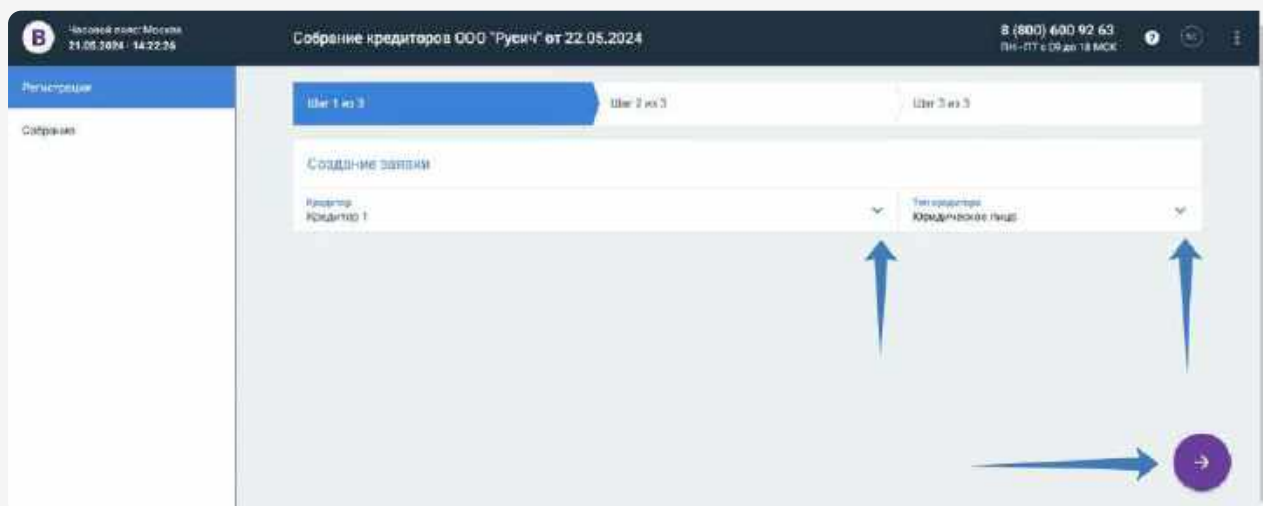 В
Часовой пояс: Москва
21.05.2024 - 14:22:26
Собрание кредиторов ООО "Русич" от 22.05.2024
8 (800) 600 92 63
ПН-ПТ с 09 до 18 МСК
?
Регистрация
Собрания
Шаг 1 из 3
Шаг 2 из 3
Шаг 3 из 3
Создание заявки
Кредитор
Кредитор 1
Тип кредитора
Юридическое лицо